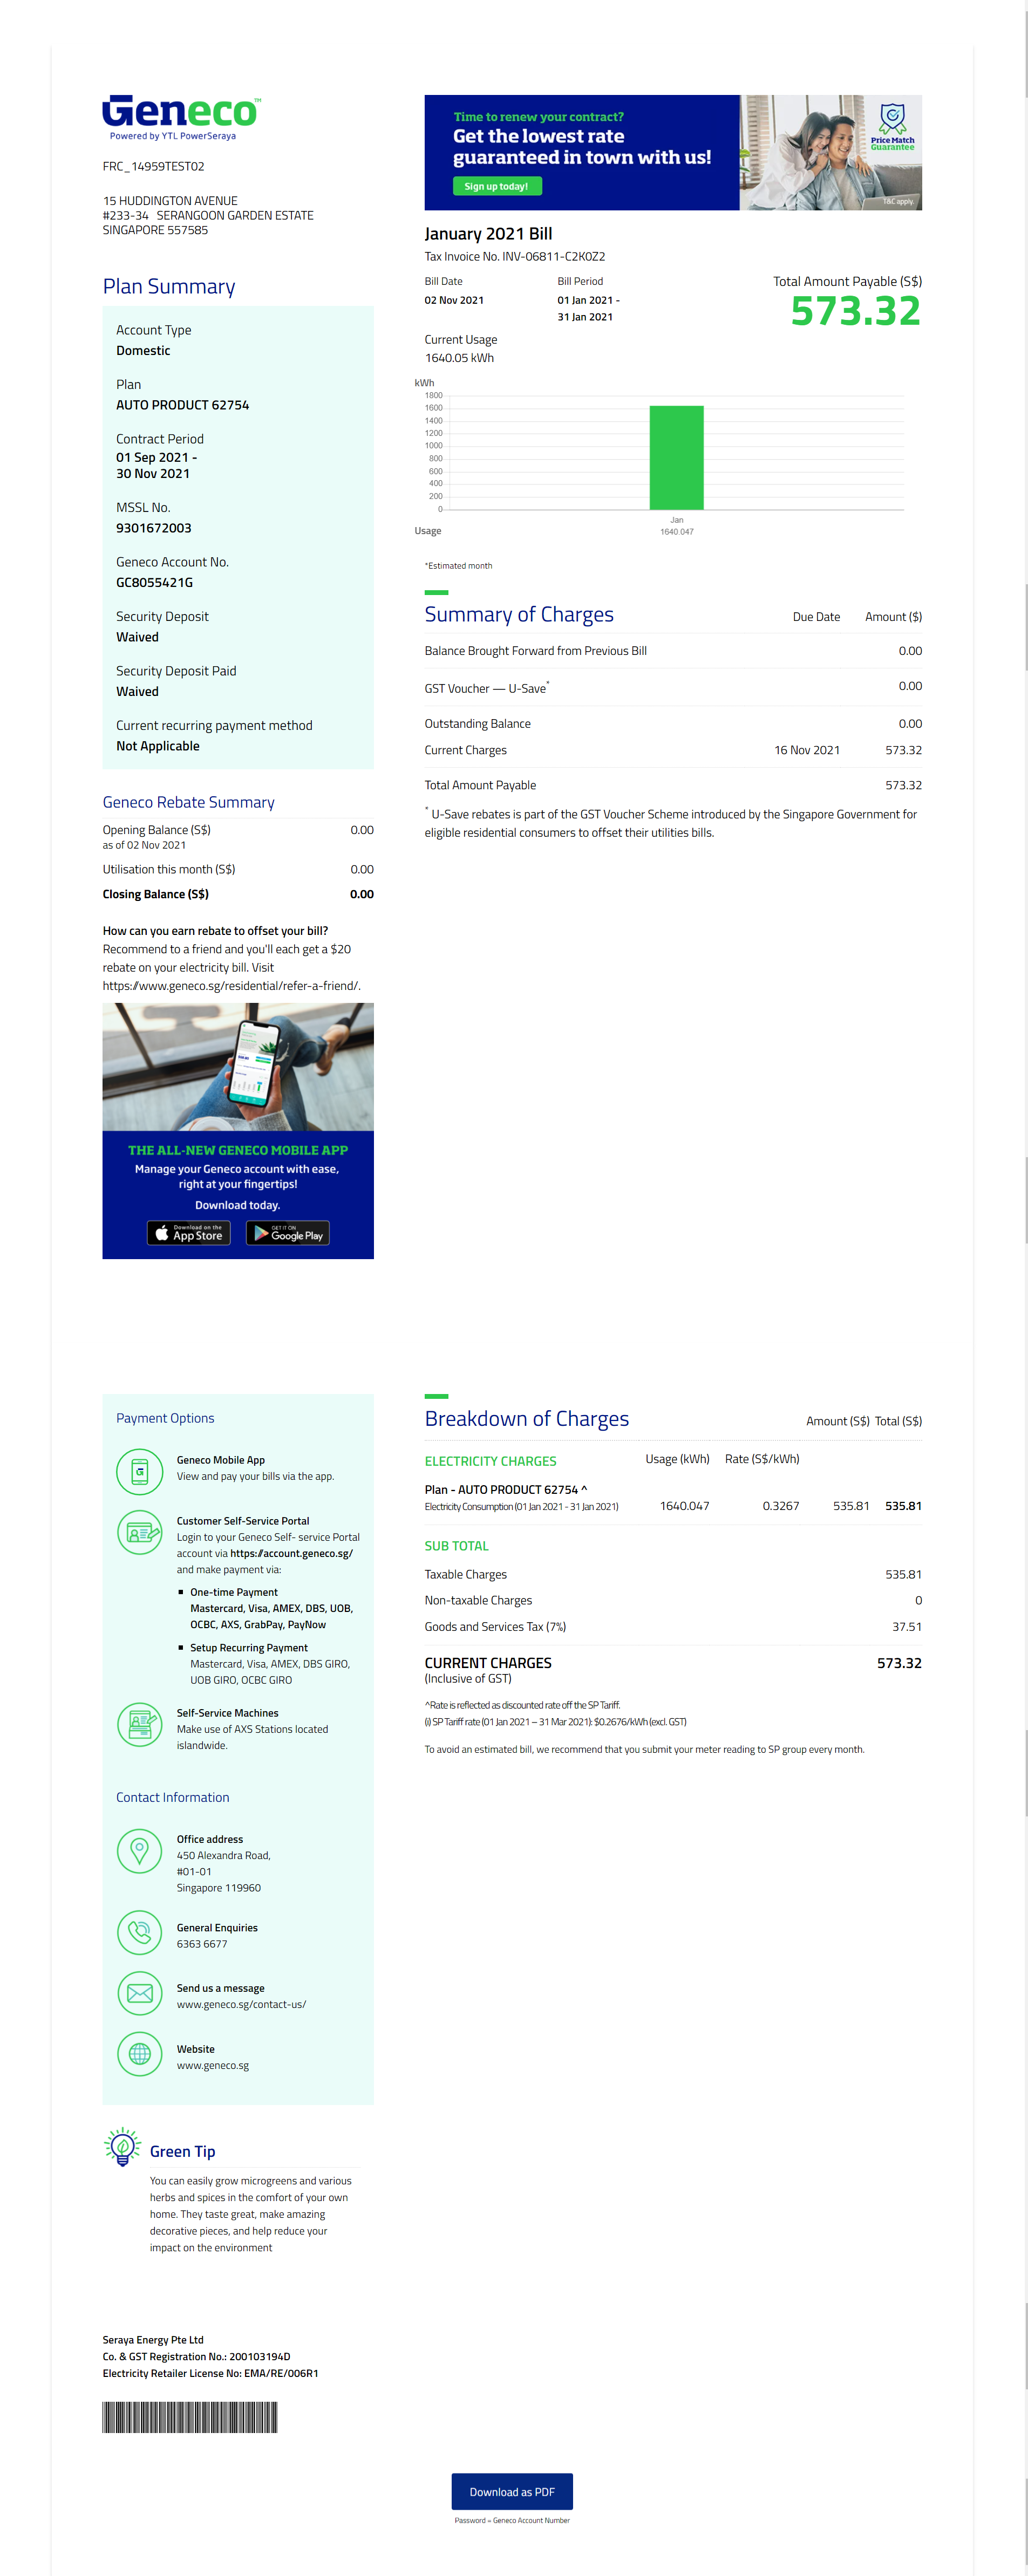 Geneco™
Powered by YTL PowerSeraya
FRC_14959TEST02
15 HUDDINGTON AVENUE
#233-34 SERANGOON GARDEN ESTATE
SINGAPORE 557585
Plan Summary
Account Type
Domestic
Plan
AUTO PRODUCT 62754
Contract Period
01 Sep 2021 -
30 Nov 2021
MSSL No.
9301672003
Geneco Account No.
GC8055421G
Security Deposit
Waived
Security Deposit Paid
Waived
Current recurring payment method
Not Applicable
Geneco Rebate Summary
Opening Balance (S$) 0.00
as of 02 Nov 2021
Utilisation this month (S$) 0.00
Closing Balance (S$) 0.00
How can you earn rebate to offset your bill?
Recommend to a friend and you'll each get a $20
rebate on your electricity bill. Visit
https://www.geneco.sg/residential/refer-a-friend/.
THE ALL-NEW GENECO MOBILE APP
Manage your Geneco account with ease,
right at your fingertips!
Download today.
Download on the
App Store
GET IT ON
Google Play
Time to renew your contract?
Get the lowest rate
guaranteed in town with us!
Sign up today!
Price Match
Guarantee
T&C apply.
January 2021 Bill
Tax Invoice No. INV-06811-C2K0Z2
Bill Date Bill Period Total Amount Payable (S$)
02 Nov 2021 01 Jan 2021 - 573.32
31 Jan 2021
Current Usage
1640.05 kWh
kWh
1800
1600
1400
1200
1000
800
600
400
200
0
Jan
Usage 1640.047
*Estimated month
Summary of Charges Due Date Amount ($)
Balance Brought Forward from Previous Bill 0.00
GST Voucher — U-Save* 0.00
Outstanding Balance 0.00
Current Charges 16 Nov 2021 573.32
Total Amount Payable 573.32
* U-Save rebates is part of the GST Voucher Scheme introduced by the Singapore Government for
eligible residential consumers to offset their utilities bills.
Payment Options
Geneco Mobile App
View and pay your bills via the app.
Customer Self-Service Portal
Login to your Geneco Self- service Portal
account via https://account.geneco.sg/
and make payment via:
▪ One-time Payment
Mastercard, Visa, AMEX, DBS, UOB,
OCBC, AXS, GrabPay, PayNow
▪ Setup Recurring Payment
Mastercard, Visa, AMEX, DBS GIRO,
UOB GIRO, OCBC GIRO
Self-Service Machines
Make use of AXS Stations located
islandwide.
Contact Information
Office address
450 Alexandra Road,
#01-01
Singapore 119960
General Enquiries
6363 6677
Send us a message
www.geneco.sg/contact-us/
Website
www.geneco.sg
Green Tip
You can easily grow microgreens and various
herbs and spices in the comfort of your own
home. They taste great, make amazing
decorative pieces, and help reduce your
impact on the environment
Seraya Energy Pte Ltd
Co. & GST Registration No.: 200103194D
Electricity Retailer License No: EMA/RE/006R1
Breakdown of Charges Amount (S$) Total (S$)
ELECTRICITY CHARGES Usage (kWh) Rate (S$/kWh)
Plan - AUTO PRODUCT 62754 ^
Electricity Consumption (01 Jan 2021 - 31 Jan 2021) 1640.047 0.3267 535.81 535.81
SUB TOTAL
Taxable Charges 535.81
Non-taxable Charges 0
Goods and Services Tax (7%) 37.51
CURRENT CHARGES 573.32
(Inclusive of GST)
^Rate is reflected as discounted rate off the SP Tariff.
(i) SP Tariff rate (01 Jan 2021 – 31 Mar 2021): $0.2676/kWh (excl. GST)
To avoid an estimated bill, we recommend that you submit your meter reading to SP group every month.
Download as PDF
Password = Geneco Account Number